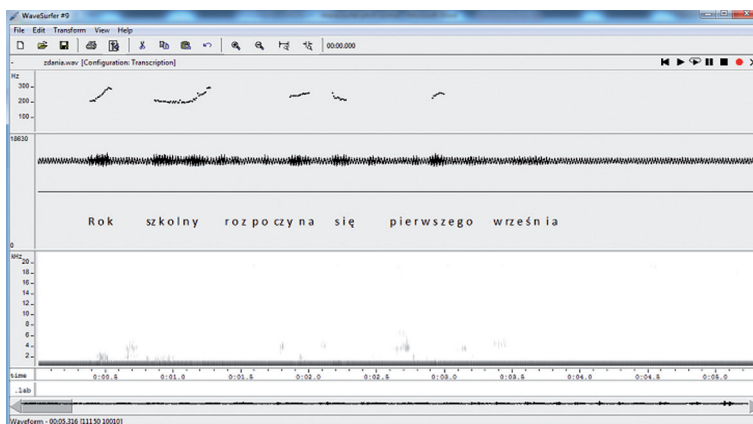 WaveSurfer #9
File Edit Transform View Help
00:00.000
zdania.wav [Configuration: Transcription]
Hz
300
200
100
18630
Rok szkolny rozpoczyna się pierwszego września
0
kHz
20
18
16
14
12
10
8
6
4
2
time 0:00.5 0:01.0 0:01.5 0:02.0 0:02.5 0:03.0 0:03.5 0:04.0 0:04.5 0:05.0
.lab
Waveform - 00:05.316 [11150 10010]